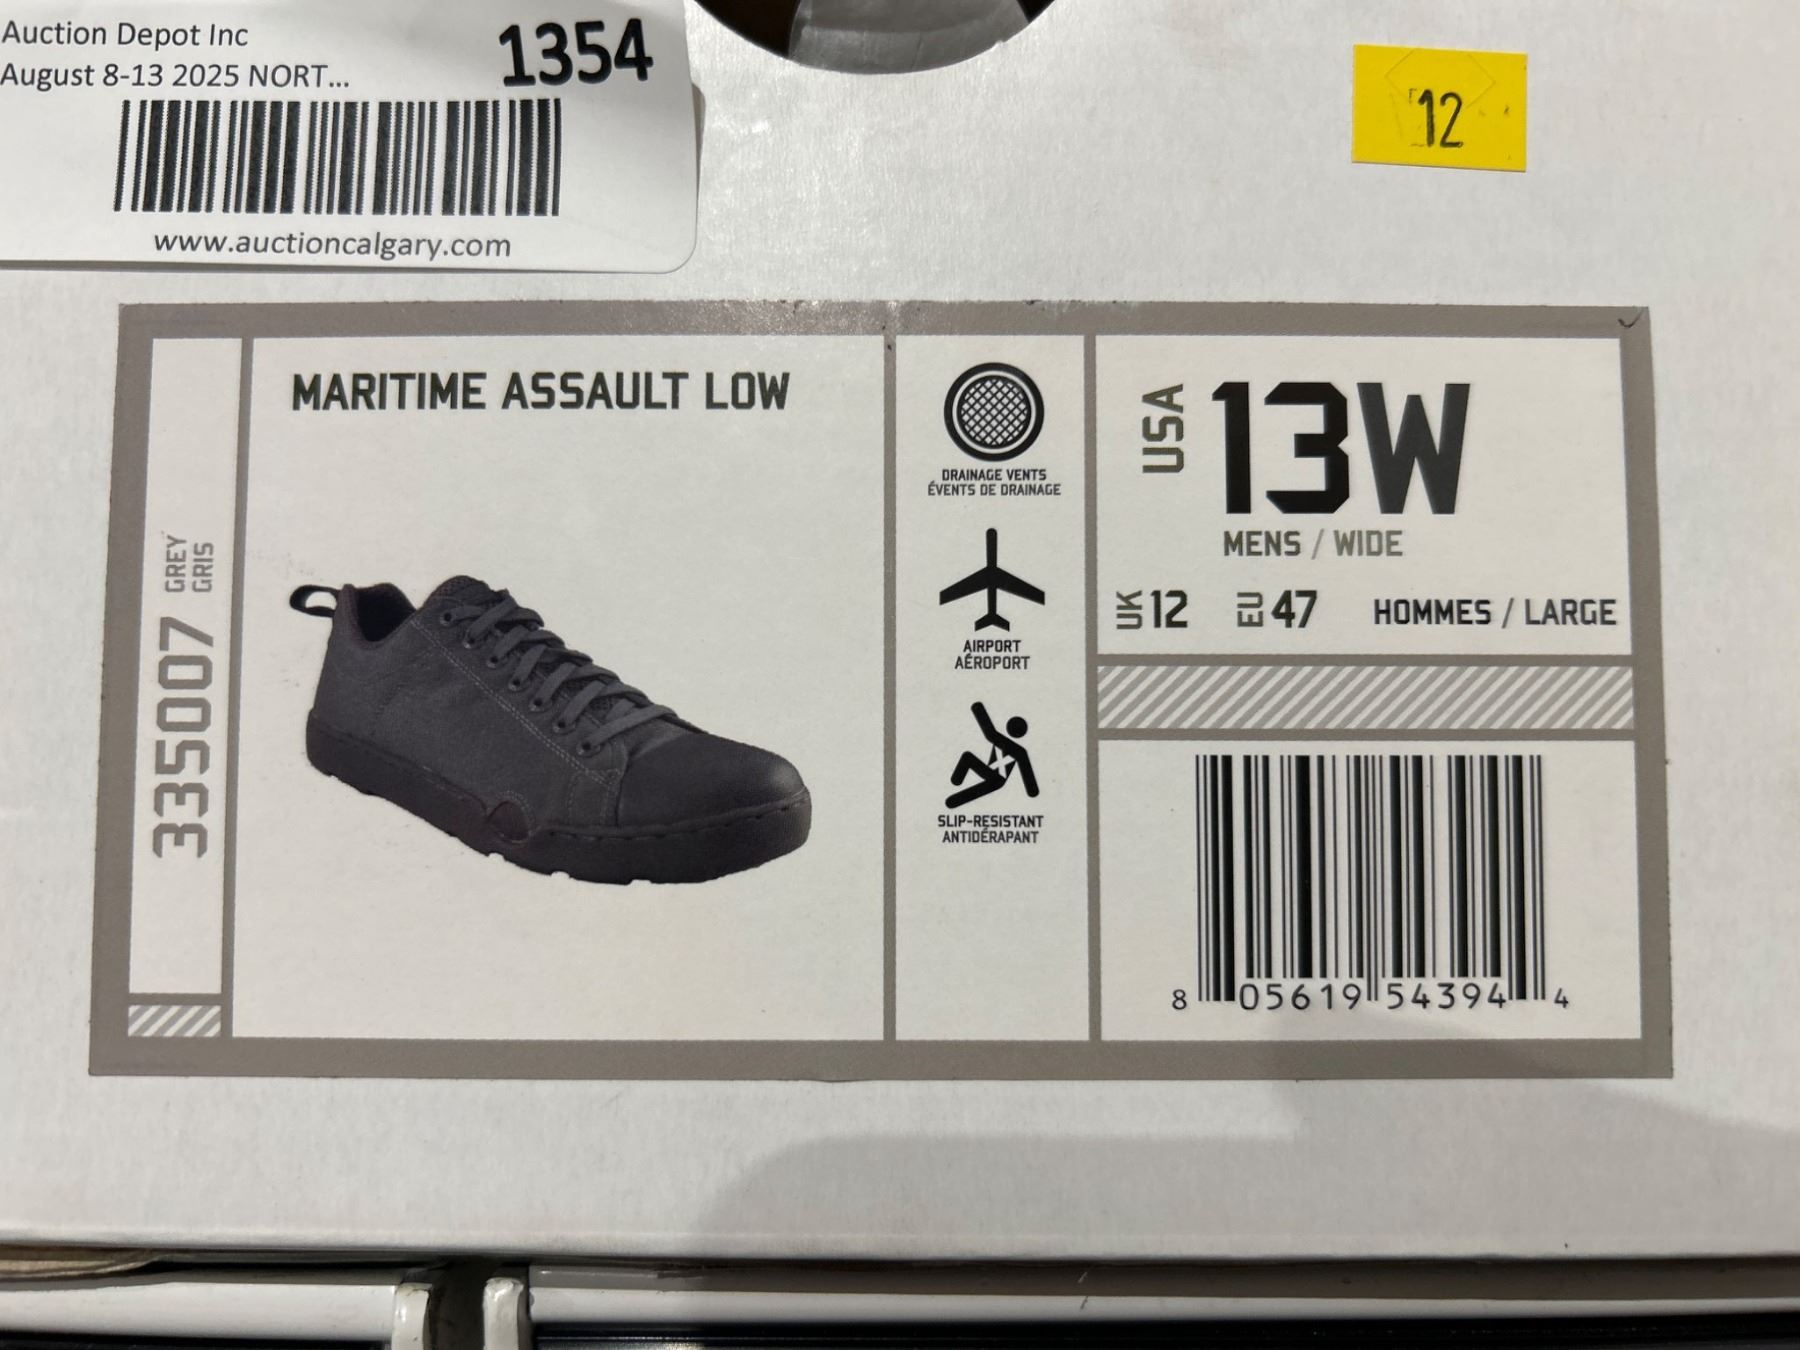 Auction Depot Inc
August 8-13 2025 NORT...
1354
www.auctioncalgary.com
12
335007
GREY
GRIS
MARITIME ASSAULT LOW
DRAINAGE VENTS
ÉVENTS DE DRAINAGE
AIRPORT
AÉROPORT
SLIP-RESISTANT
ANTIDÉRAPANT
USA 13W
MENS / WIDE
UK 12 EU 47 HOMMES / LARGE
8 05619 54394 4